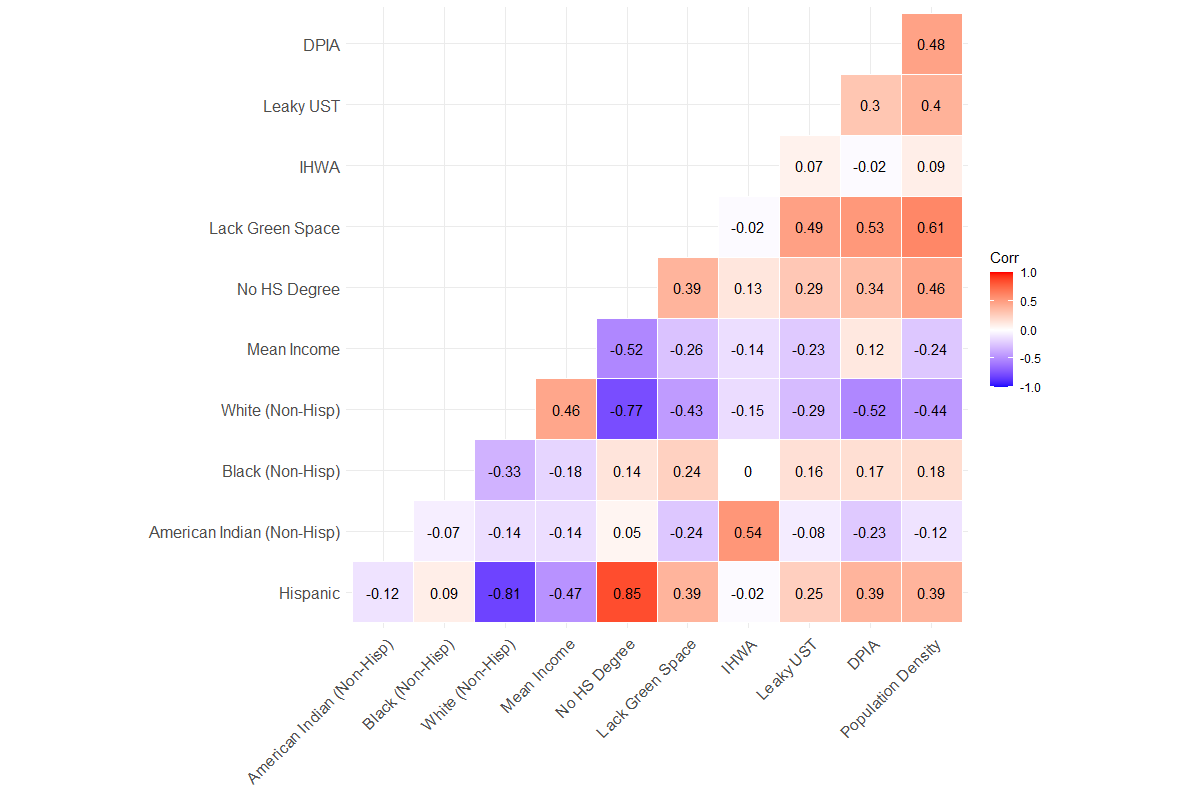 DPIA 0.48
Leaky UST 0.3 0.4
IHWA 0.07 -0.02 0.09
Lack Green Space -0.02 0.49 0.53 0.61
No HS Degree 0.39 0.13 0.29 0.34 0.46
Mean Income -0.52 -0.26 -0.14 -0.23 0.12 -0.24
White (Non-Hisp) 0.46 -0.77 -0.43 -0.15 -0.29 -0.52 -0.44
Black (Non-Hisp) -0.33 -0.18 0.14 0.24 0 0.16 0.17 0.18
American Indian (Non-Hisp) -0.07 -0.14 -0.14 0.05 -0.24 0.54 -0.08 -0.23 -0.12
Hispanic -0.12 0.09 -0.81 -0.47 0.85 0.39 -0.02 0.25 0.39 0.39
American Indian (Non-Hisp)
Black (Non-Hisp)
White (Non-Hisp)
Mean Income
No HS Degree
Lack Green Space
IHWA
Leaky UST
DPIA
Population Density
Corr
1.0
0.5
0.0
-0.5
-1.0